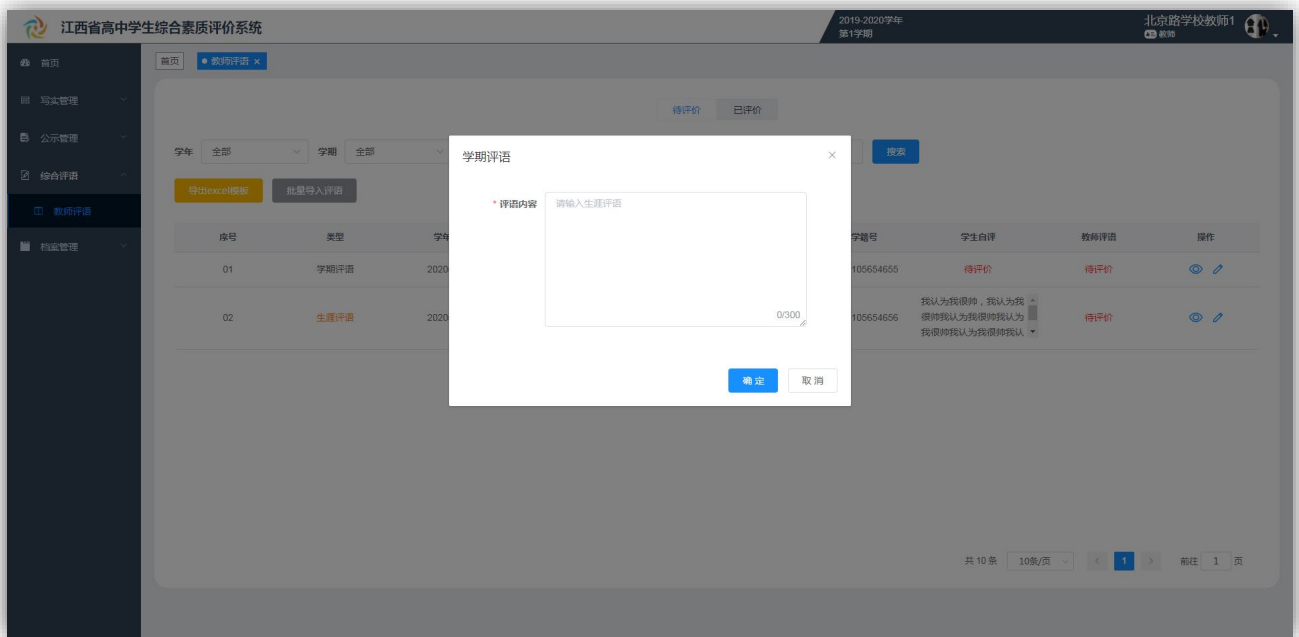 江西省高中学生综合素质评价系统
2019-2020学年
第1学期
北京路学校教师1
教师
首页
写实管理
公示管理
综合评语
教师评语
档案管理
首页
教师评语 ×
待评价 已评价
学年 全部 学期 全部 搜索
导出excel模板 批量导入评语
学期评语 ×
* 评语内容 请输入生涯评语
0/300
确定 取消
序号 类型 学年 学籍号 学生自评 教师评语 操作
01 学期评语 2020 105654655 待评价 待评价
02 生涯评语 2020 105654656 我认为我很帅，我认为我
很帅我认为我很帅我认为
我很帅我认为我很帅我认
待评价
共10条 10条/页 < 1 > 前往 1 页